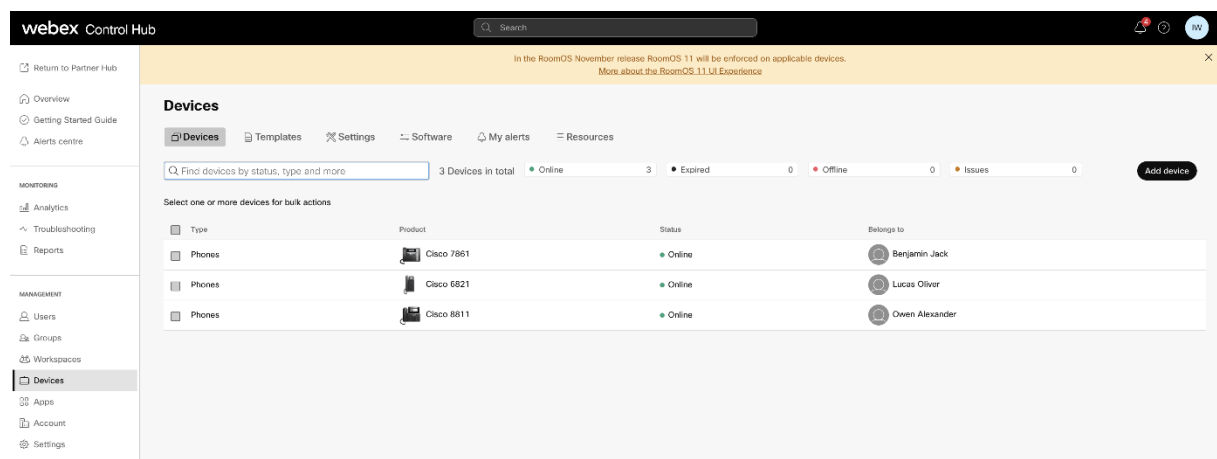 webex Control Hub
Search
4
IW
Return to Partner Hub
Overview
Getting Started Guide
Alerts centre
MONITORING
Analytics
Troubleshooting
Reports
MANAGEMENT
Users
Groups
Workspaces
Devices
Apps
Account
Settings
In the RoomOS November release RoomOS 11 will be enforced on applicable devices.
More about the RoomOS 11 UI Experience
Devices
Devices Templates Settings Software My alerts Resources
Find devices by status, type and more 3 Devices in total Online 3 Expired 0 Offline 0 Issues 0 Add device
Select one or more devices for bulk actions
Type Product Status Belongs to
Phones Cisco 7861 Online Benjamin Jack
Phones Cisco 6821 Online Lucas Oliver
Phones Cisco 8811 Online Owen Alexander